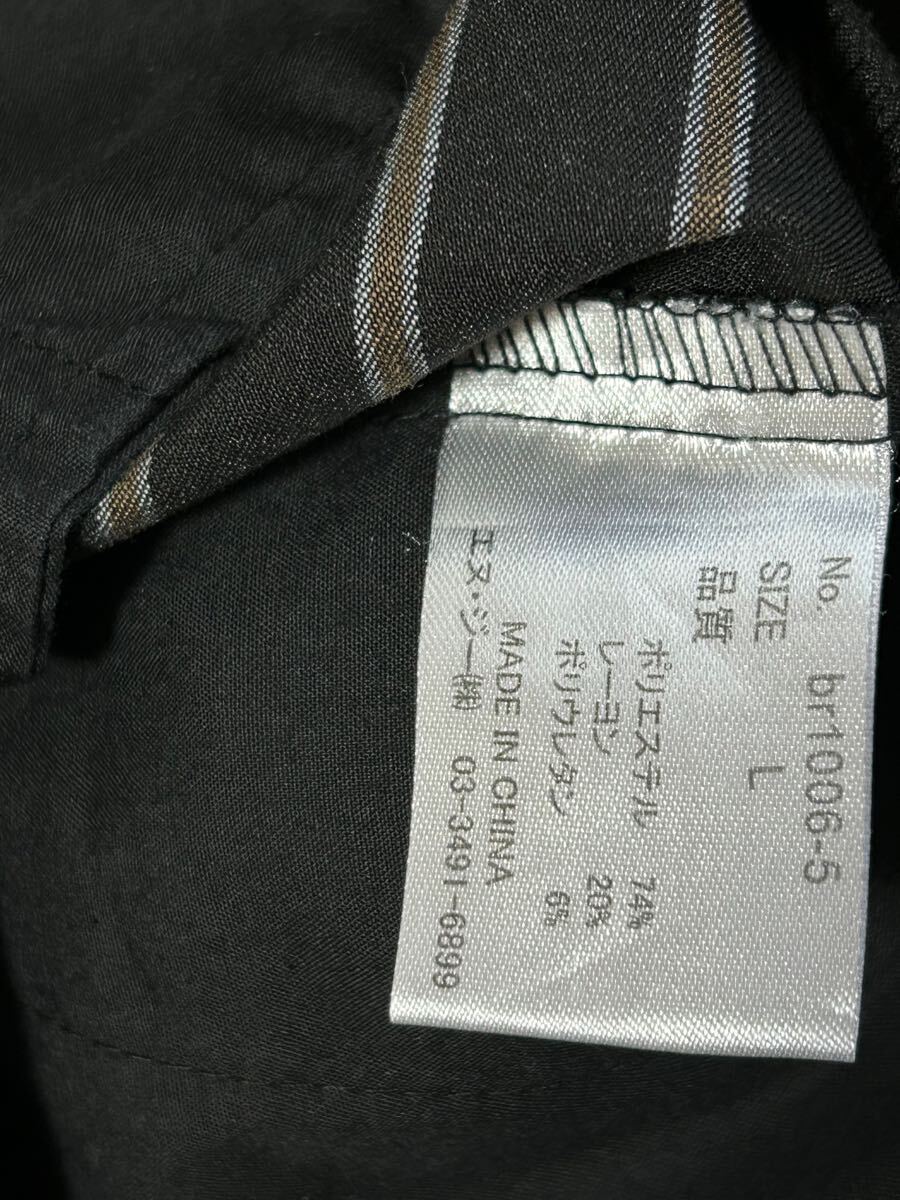 No. br1006-5
SIZE L
品質
ポリエステル 74%
レーヨン 20%
ポリウレタン 6%
MADE IN CHINA
エヌ・ジー㈱ 03-3491-6899